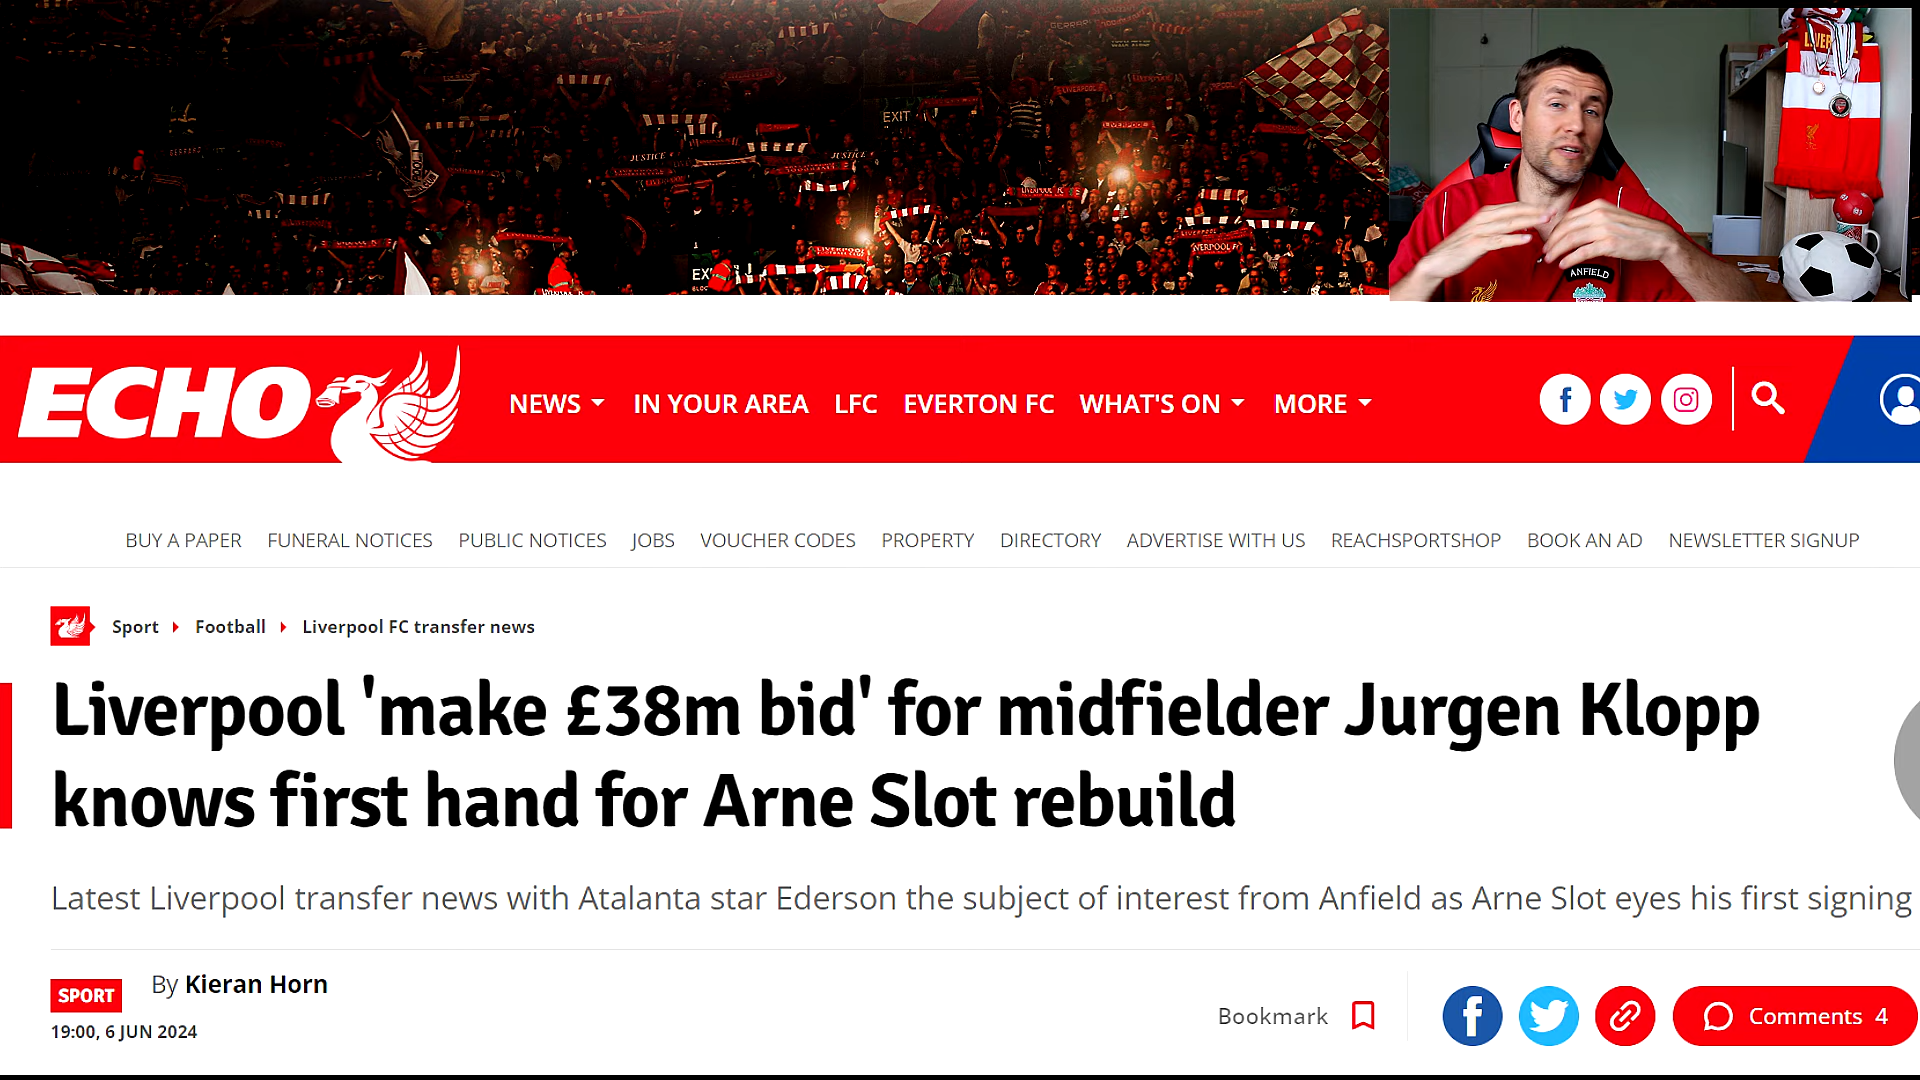 EXIT
JUSTICE
JUSTICE
LIVERPOOL
LIVERPOOL
ANFIELD
ECHO
NEWS IN YOUR AREA LFC EVERTON FC WHAT'S ON MORE
BUY A PAPER FUNERAL NOTICES PUBLIC NOTICES JOBS VOUCHER CODES PROPERTY DIRECTORY ADVERTISE WITH US REACHSPORTSHOP BOOK AN AD NEWSLETTER SIGNUP
Sport Football Liverpool FC transfer news
Liverpool 'make £38m bid' for midfielder Jurgen Klopp
knows first hand for Arne Slot rebuild
Latest Liverpool transfer news with Atalanta star Ederson the subject of interest from Anfield as Arne Slot eyes his first signing
SPORT By Kieran Horn
19:00, 6 JUN 2024
Bookmark Comments 4